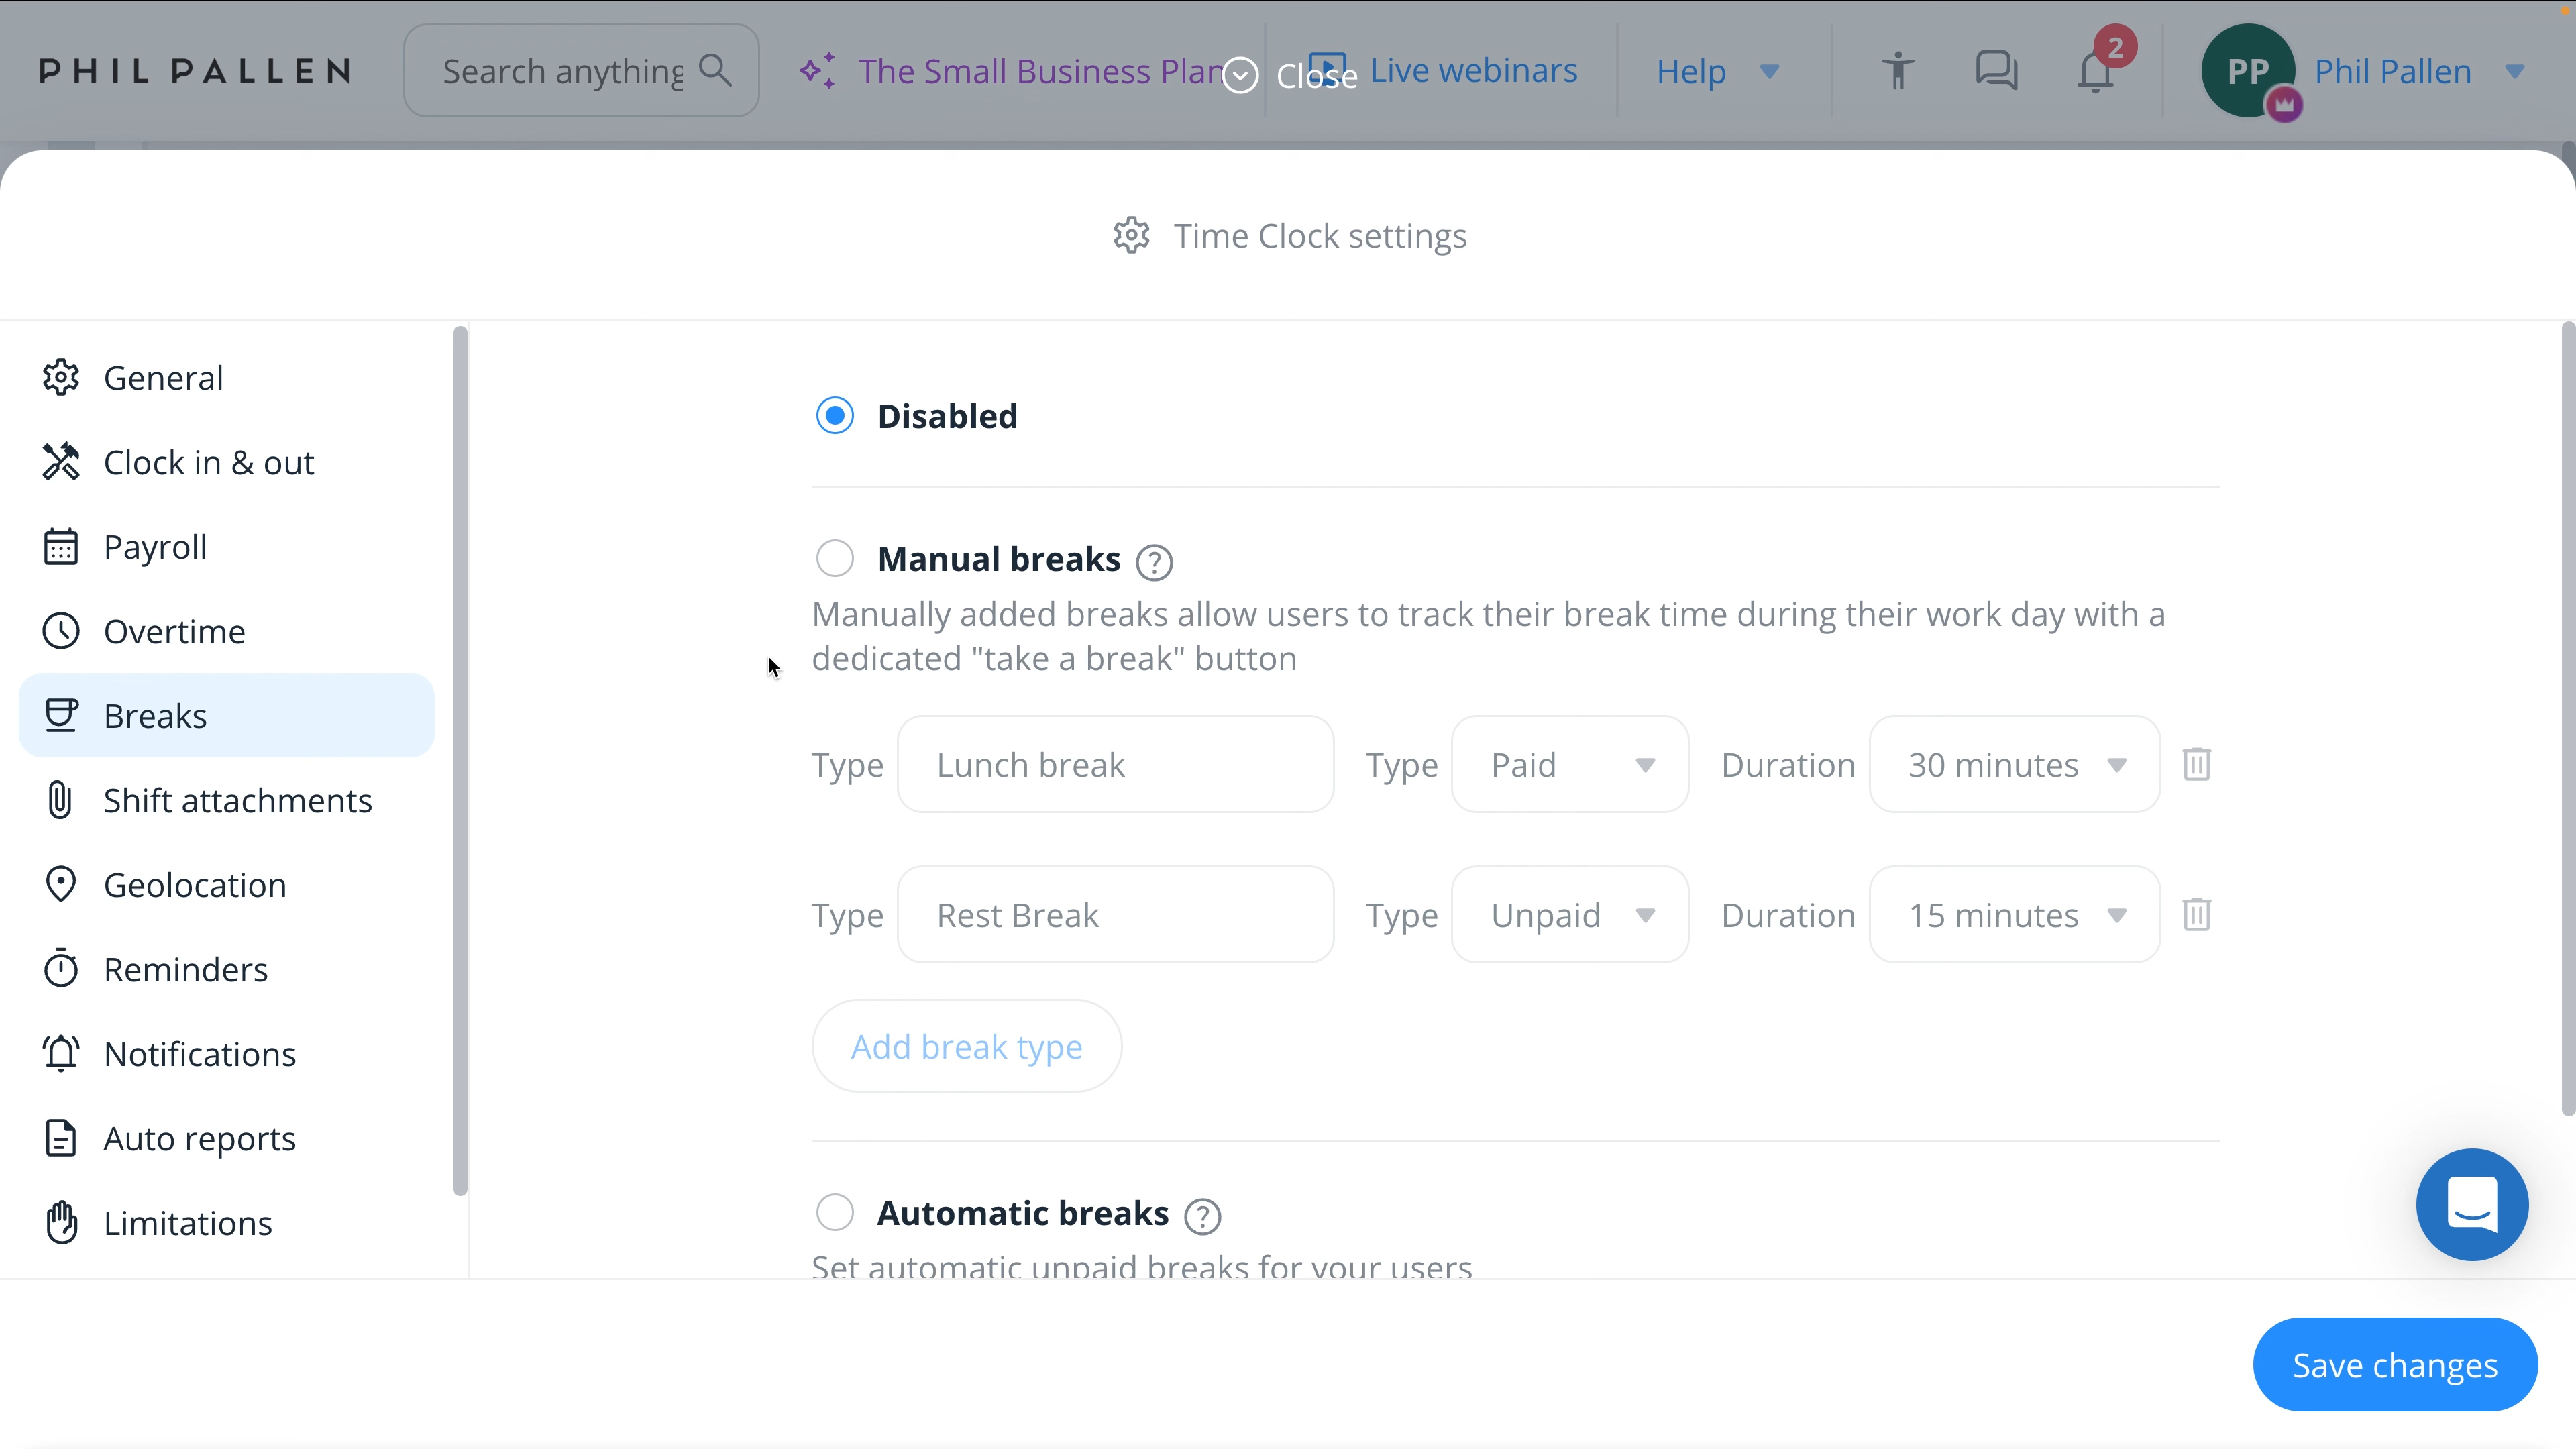 PHIL PALLEN
Search anything
The Small Business Plan
Close
Live webinars
Help
2
PP
Phil Pallen
Time Clock settings
General
Clock in & out
Payroll
Overtime
Breaks
Shift attachments
Geolocation
Reminders
Notifications
Auto reports
Limitations
Disabled
Manual breaks ?
Manually added breaks allow users to track their break time during their work day with a
dedicated "take a break" button
Type Lunch break Type Paid Duration 30 minutes
Type Rest Break Type Unpaid Duration 15 minutes
Add break type
Automatic breaks ?
Set automatic unpaid breaks for your users
Save changes